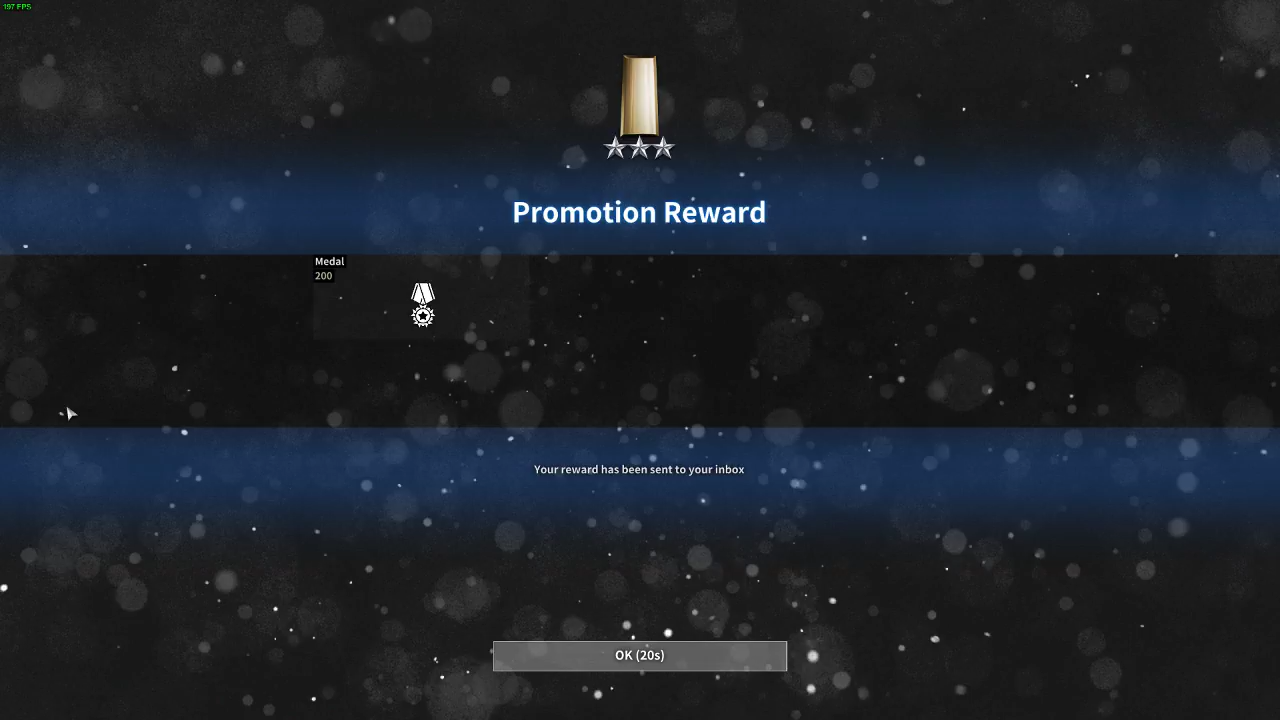 197 FPS
Promotion Reward
Medal
200
Your reward has been sent to your inbox
OK (20s)